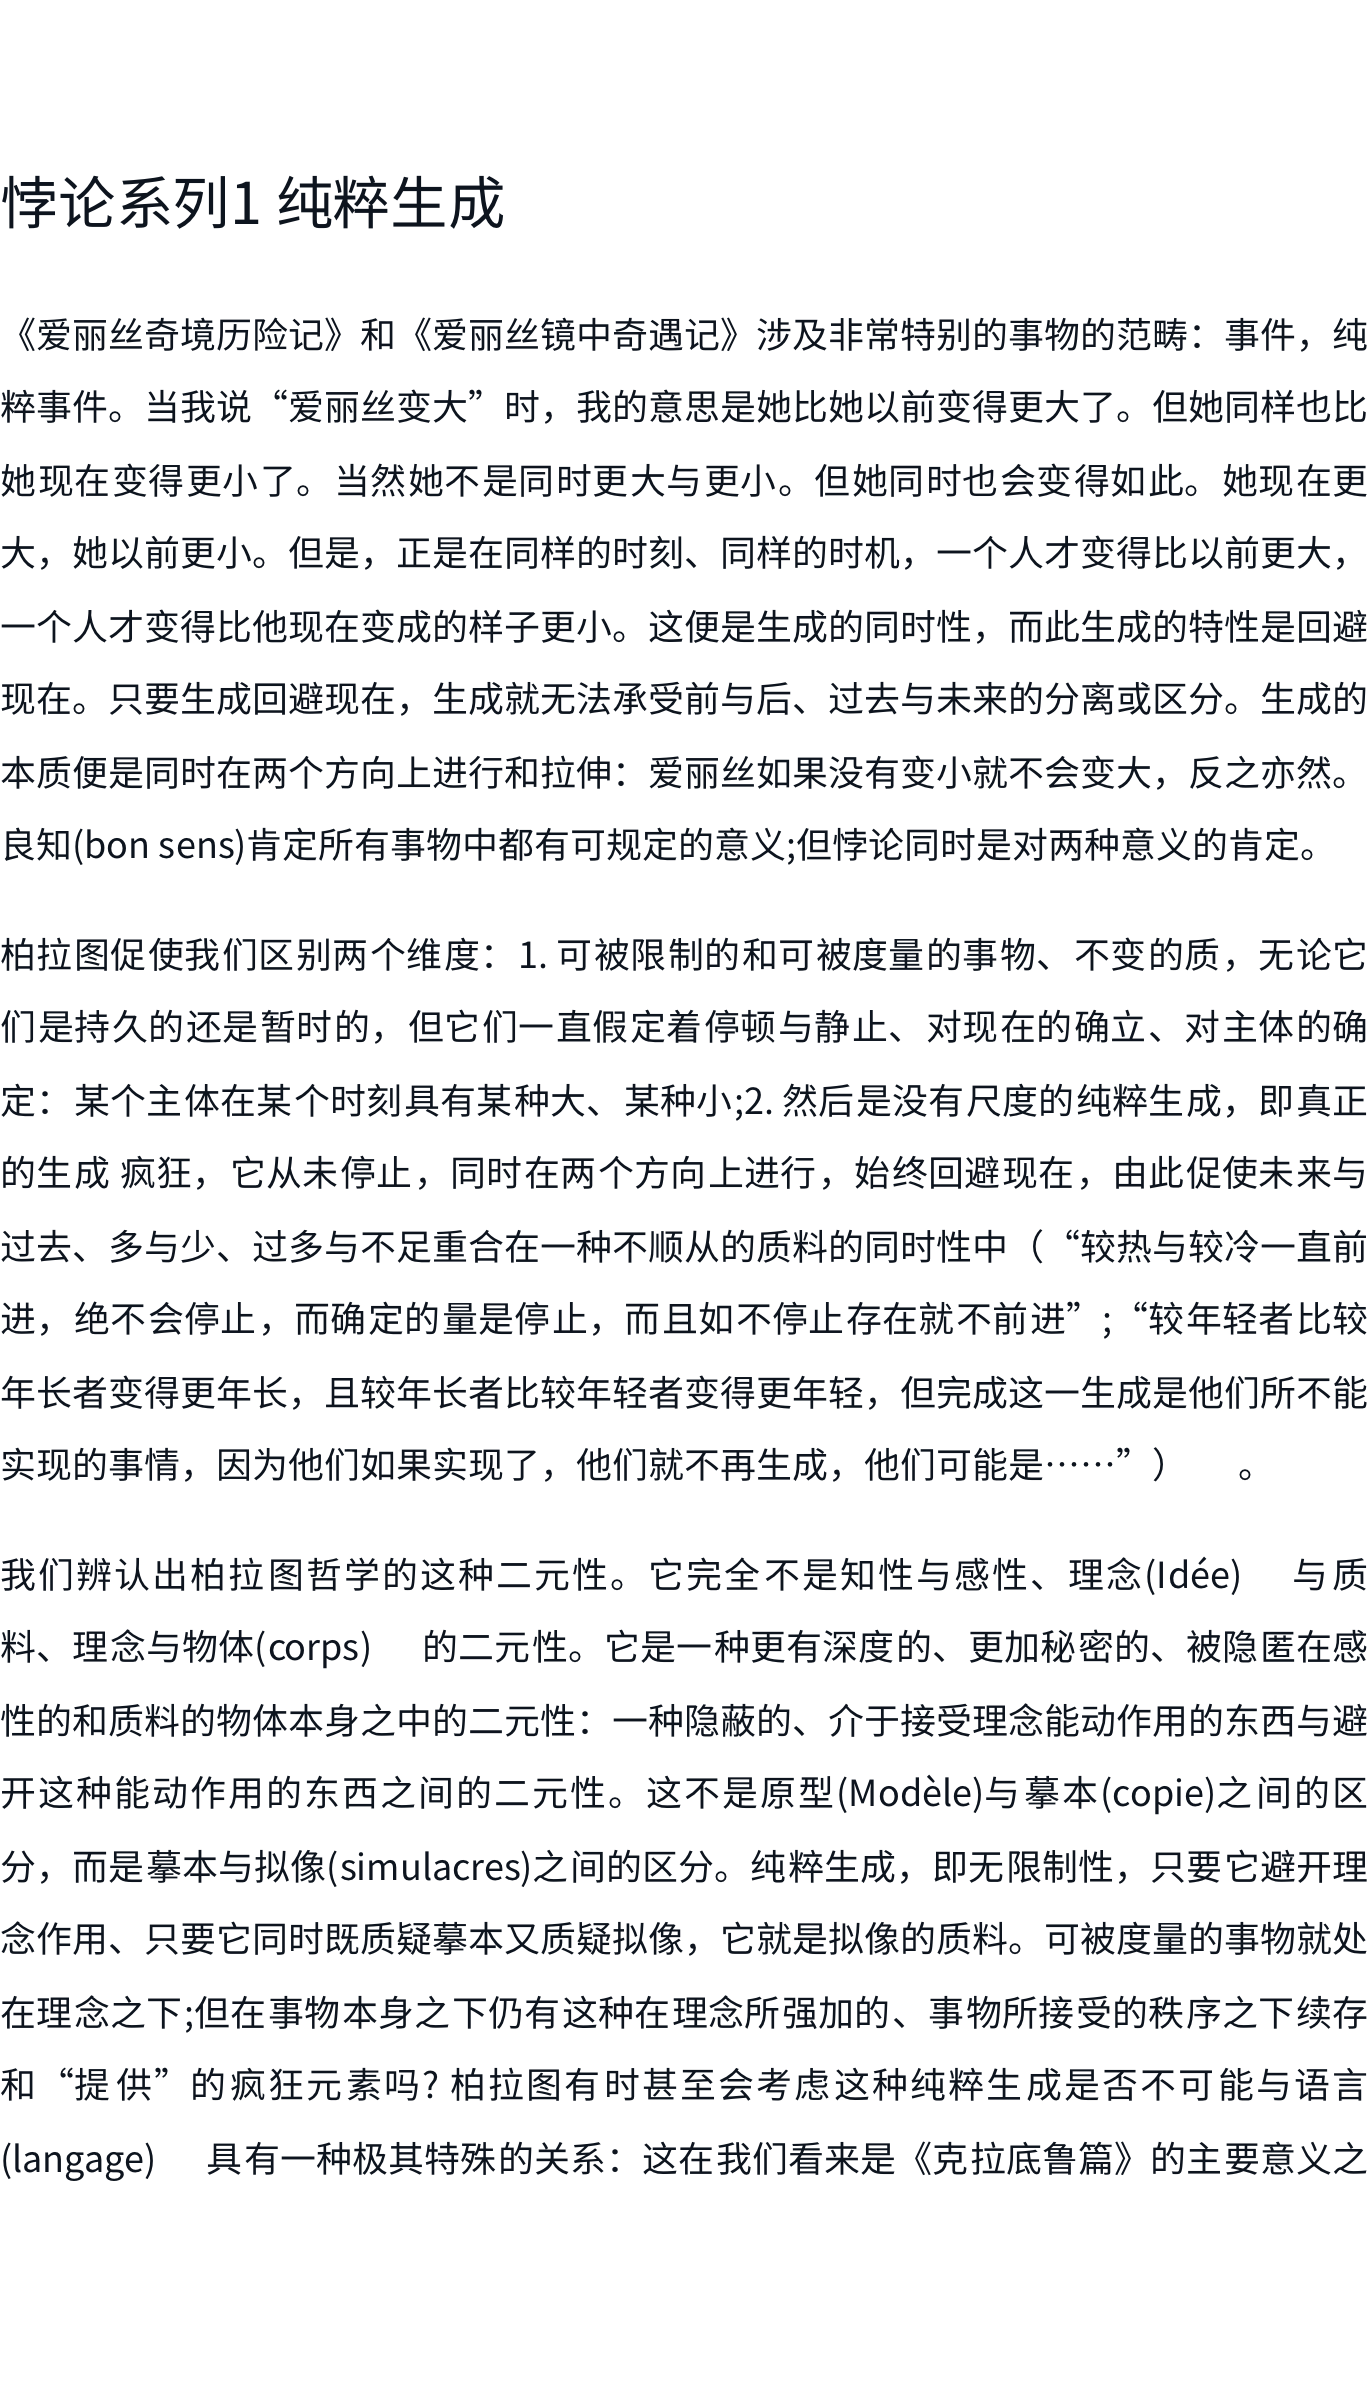 悖论系列1 纯粹生成
《爱丽丝奇境历险记》和《爱丽丝镜中奇遇记》涉及非常特别的事物的范畴：事件，纯
粹事件。当我说“爱丽丝变大”时，我的意思是她比她以前变得更大了。但她同样也比
她现在变得更小了。当然她不是同时更大与更小。但她同时也会变得如此。她现在更
大，她以前更小。但是，正是在同样的时刻、同样的时机，一个人才变得比以前更大，
一个人才变得比他现在变成的样子更小。这便是生成的同时性，而此生成的特性是回避
现在。只要生成回避现在，生成就无法承受前与后、过去与未来的分离或区分。生成的
本质便是同时在两个方向上进行和拉伸：爱丽丝如果没有变小就不会变大，反之亦然。
良知(bon sens)肯定所有事物中都有可规定的意义;但悖论同时是对两种意义的肯定。
柏拉图促使我们区别两个维度：1. 可被限制的和可被度量的事物、不变的质，无论它
们是持久的还是暂时的，但它们一直假定着停顿与静止、对现在的确立、对主体的确
定：某个主体在某个时刻具有某种大、某种小;2. 然后是没有尺度的纯粹生成，即真正
的生成 疯狂，它从未停止，同时在两个方向上进行，始终回避现在，由此促使未来与
过去、多与少、过多与不足重合在一种不顺从的质料的同时性中（“较热与较冷一直前
进，绝不会停止，而确定的量是停止，而且如不停止存在就不前进”；“较年轻者比较
年长者变得更年长，且较年长者比较年轻者变得更年轻，但完成这一生成是他们所不能
实现的事情，因为他们如果实现了，他们就不再生成，他们可能是……”）　。
我们辨认出柏拉图哲学的这种二元性。它完全不是知性与感性、理念(Idée)　与质
料、理念与物体(corps)　的二元性。它是一种更有深度的、更加秘密的、被隐匿在感
性的和质料的物体本身之中的二元性：一种隐蔽的、介于接受理念能动作用的东西与避
开这种能动作用的东西之间的二元性。这不是原型(Modèle)与摹本(copie)之间的区
分，而是摹本与拟像(simulacres)之间的区分。纯粹生成，即无限制性，只要它避开理
念作用、只要它同时既质疑摹本又质疑拟像，它就是拟像的质料。可被度量的事物就处
在理念之下;但在事物本身之下仍有这种在理念所强加的、事物所接受的秩序之下续存
和“提供”的疯狂元素吗? 柏拉图有时甚至会考虑这种纯粹生成是否不可能与语言
(langage)　具有一种极其特殊的关系：这在我们看来是《克拉底鲁篇》的主要意义之